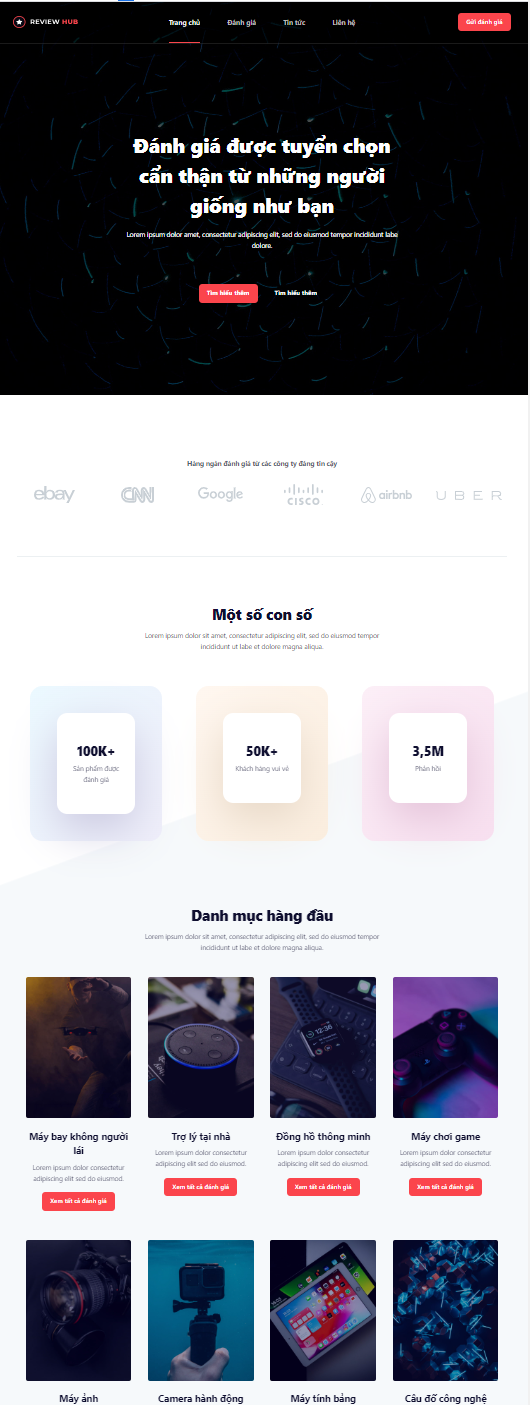 REVIEW HUB
Trang chủ
Đánh giá
Tin tức
Liên hệ
Gửi đánh giá
Đánh giá được tuyển chọn
cẩn thận từ những người
giống như bạn
Lorem ipsum dolor amet, consectetur adipiscing elit, sed do eiusmod tempor incididunt labe
dolore.
Tìm hiểu thêm
Tìm hiểu thêm
Hàng ngàn đánh giá từ các công ty đáng tin cậy
ebay
CNN
Google
CISCO
airbnb
UBER
Một số con số
Lorem ipsum dolor sit amet, consectetur adipiscing elit, sed do eiusmod tempor
incididunt ut labe et dolore magna aliqua.
100K+
Sản phẩm được
đánh giá
50K+
Khách hàng vui vẻ
3,5M
Phản hồi
Danh mục hàng đầu
Lorem ipsum dolor sit amet, consectetur adipiscing elit, sed do eiusmod tempor
incididunt ut labe et dolore magna aliqua.
12:36
Máy bay không người
lái
Lorem ipsum dolor consectetur
adipiscing elit sed do eiusmod.
Xem tất cả đánh giá
Trợ lý tại nhà
Lorem ipsum dolor consectetur
adipiscing elit sed do eiusmod.
Xem tất cả đánh giá
Đồng hồ thông minh
Lorem ipsum dolor consectetur
adipiscing elit sed do eiusmod.
Xem tất cả đánh giá
Máy chơi game
Lorem ipsum dolor consectetur
adipiscing elit sed do eiusmod.
Xem tất cả đánh giá
Máy ảnh
Camera hành động
Máy tính bảng
Câu đố công nghệ